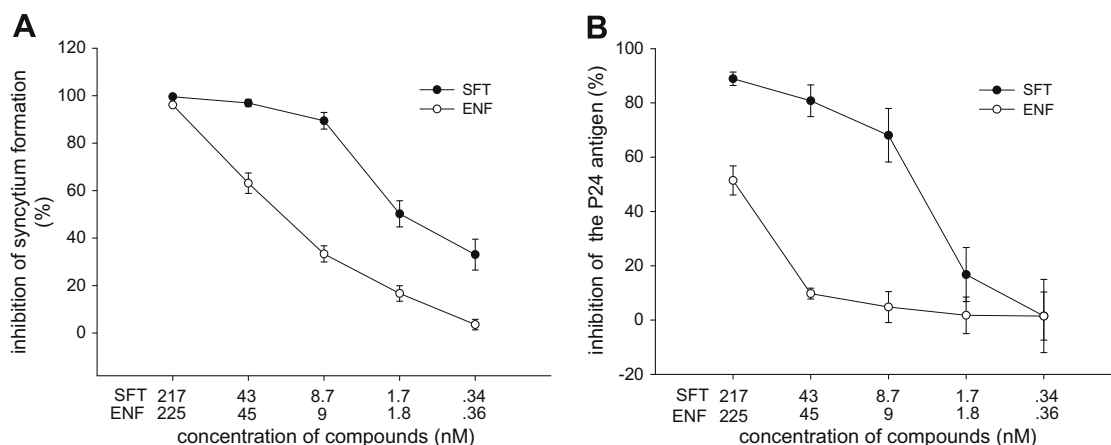 A
120
100
80
60
40
20
0
inhibition of syncytium formation
(%)
SFT
ENF
SFT 217 43 8.7 1.7 .34
ENF 225 45 9 1.8 .36
concentration of compounds (nM)
B
100
80
60
40
20
0
-20
inhibition of the P24 antigen (%)
SFT
ENF
SFT 217 43 8.7 1.7 .34
ENF 225 45 9 1.8 .36
concentration of compounds (nM)